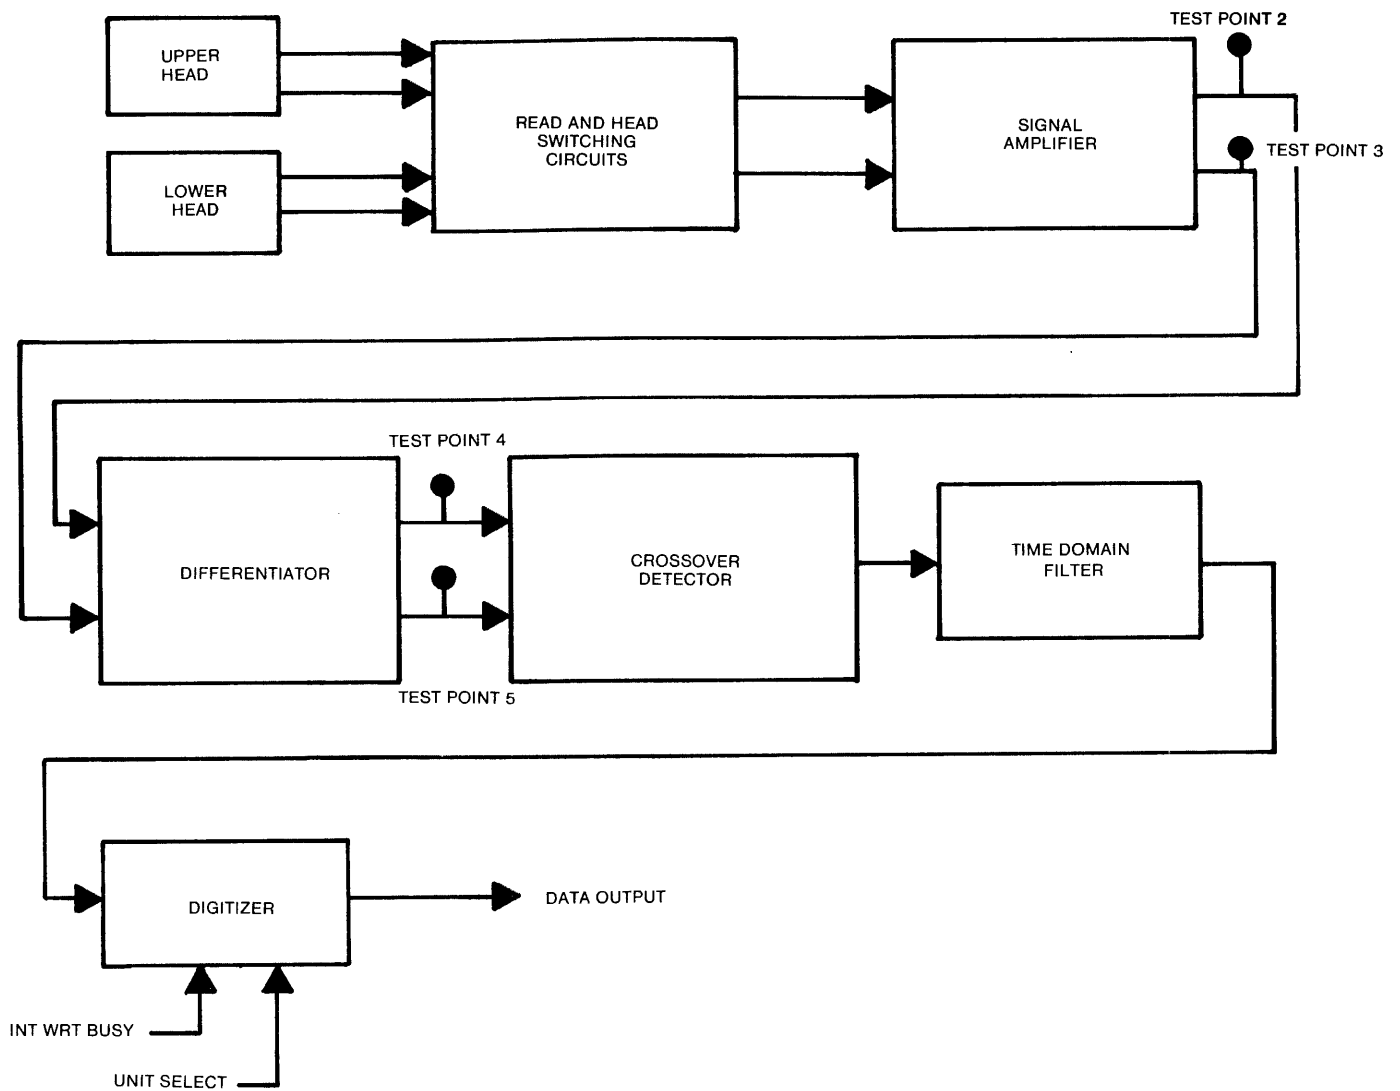 TEST POINT 2
UPPER
HEAD
READ AND HEAD
SWITCHING
CIRCUITS
SIGNAL
AMPLIFIER
TEST POINT 3
LOWER
HEAD
TEST POINT 4
DIFFERENTIATOR
CROSSOVER
DETECTOR
TIME DOMAIN
FILTER
TEST POINT 5
DIGITIZER
DATA OUTPUT
INT WRT BUSY
UNIT SELECT